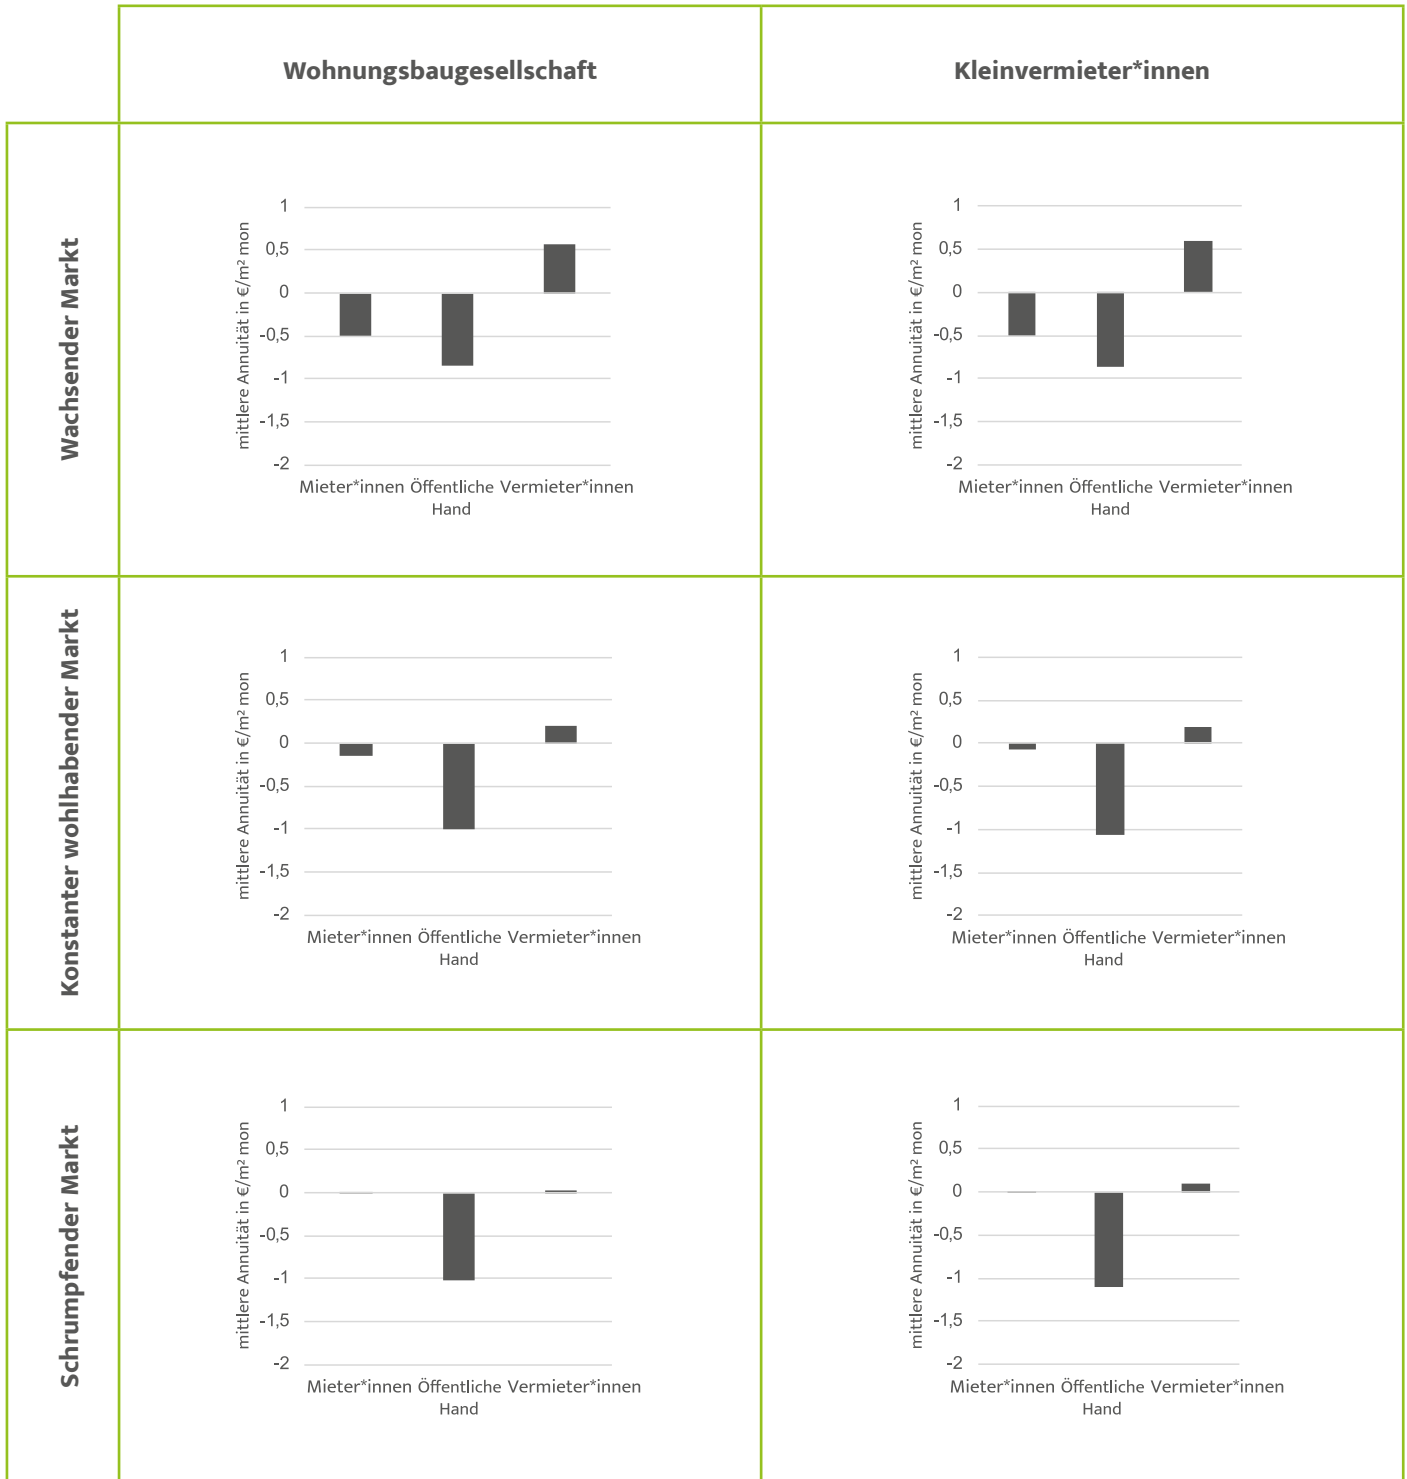 Wohnungsbaugesellschaft
Kleinvermieter*innen
Wachsender Markt
mittlere Annuität in €/m² mon
1
0,5
0
-0,5
-1
-1,5
-2
Mieter*innen Öffentliche Vermieter*innen
Hand
mittlere Annuität in €/m² mon
1
0,5
0
-0,5
-1
-1,5
-2
Mieter*innen Öffentliche Vermieter*innen
Hand
Konstanter wohlhabender Markt
mittlere Annuität in €/m² mon
1
0,5
0
-0,5
-1
-1,5
-2
Mieter*innen Öffentliche Vermieter*innen
Hand
mittlere Annuität in €/m² mon
1
0,5
0
-0,5
-1
-1,5
-2
Mieter*innen Öffentliche Vermieter*innen
Hand
Schrumpfender Markt
mittlere Annuität in €/m² mon
1
0,5
0
-0,5
-1
-1,5
-2
Mieter*innen Öffentliche Vermieter*innen
Hand
mittlere Annuität in €/m² mon
1
0,5
0
-0,5
-1
-1,5
-2
Mieter*innen Öffentliche Vermieter*innen
Hand